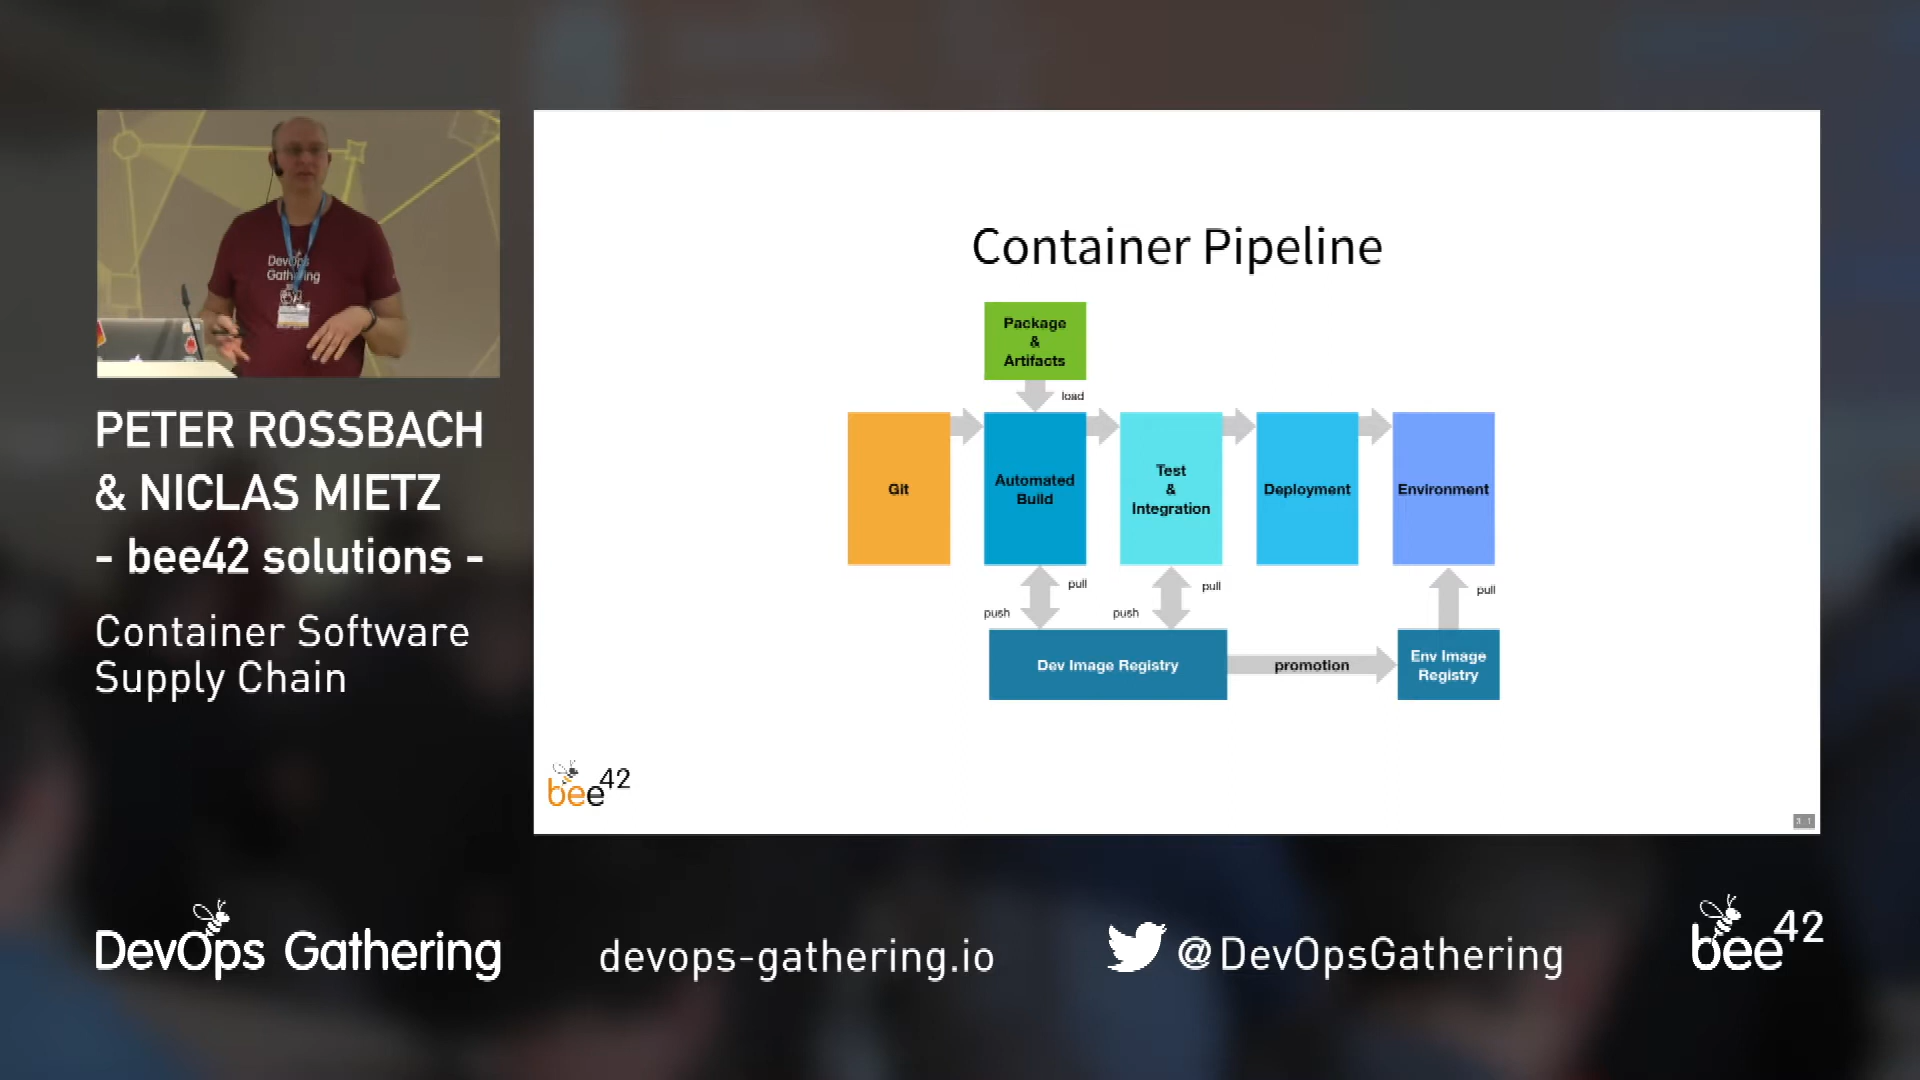 DevOps
Gathering
PETER ROSSBACH
& NICLAS MIETZ
- bee42 solutions -
Container Software
Supply Chain
Container Pipeline
Package
&
Artifacts
load
Git
Automated
Build
Test
&
Integration
Deployment
Environment
push
pull
push
pull
pull
Dev Image Registry
promotion
Env Image
Registry
bee42
DevOps Gathering
devops-gathering.io
@DevOpsGathering
bee42